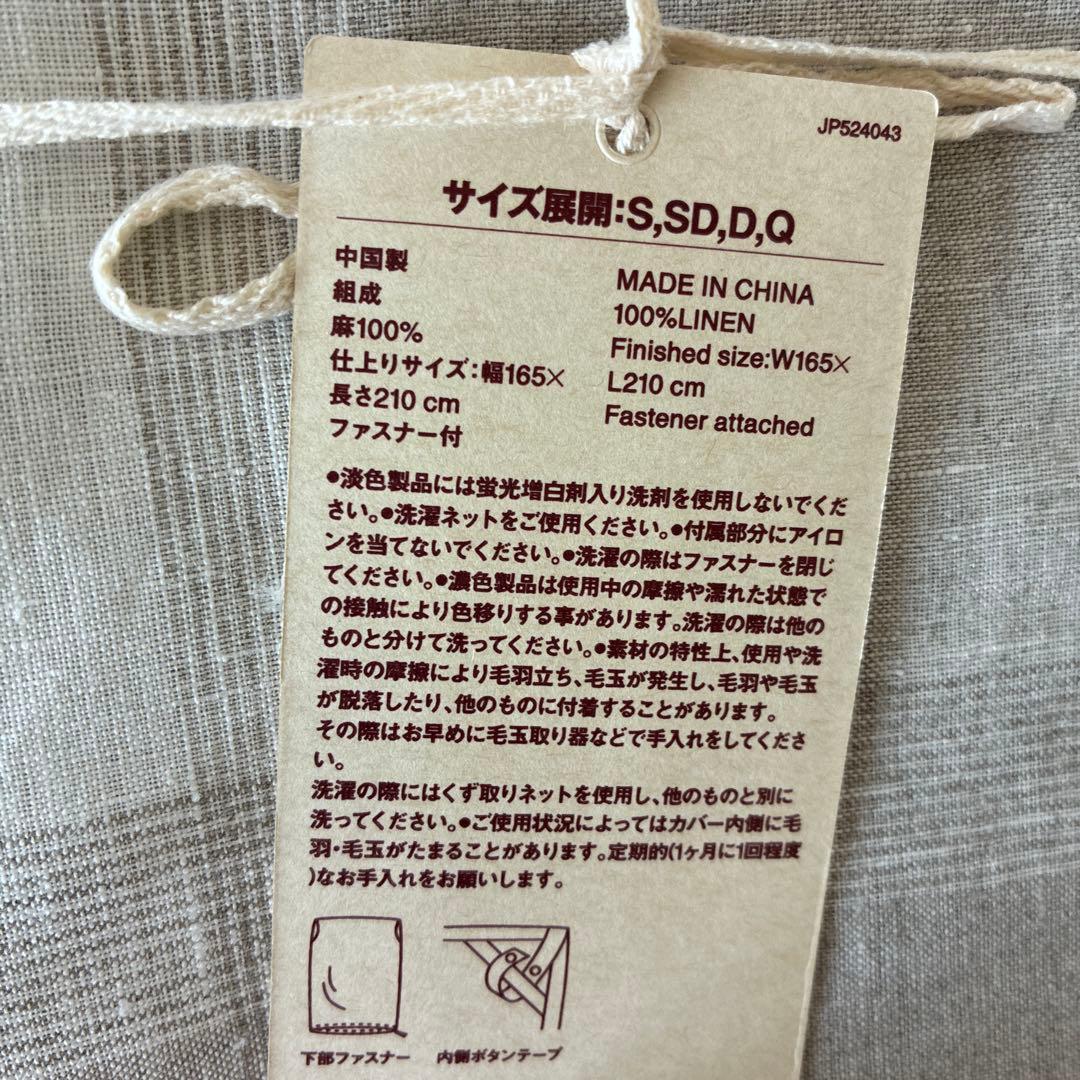 JP524043
サイズ展開:S,SD,D,Q
中国製
組成
麻100%
仕上りサイズ:幅165×
長さ210 cm
ファスナー付
MADE IN CHINA
100%LINEN
Finished size:W165×
L210 cm
Fastener attached
●淡色製品には蛍光増白剤入り洗剤を使用しないでくだ
さい。●洗濯ネットをご使用ください。●付属部分にアイロ
ンを当てないでください。●洗濯の際はファスナーを閉じ
てください。●濃色製品は使用中の摩擦や濡れた状態で
の接触により色移りする事があります。洗濯の際は他の
ものと分けて洗ってください。●素材の特性上、使用や洗
濯時の摩擦により毛羽立ち、毛玉が発生し、毛羽や毛玉
が脱落したり、他のものに付着することがあります。
その際はお早めに毛玉取り器などで手入れをしてくださ
い。
洗濯の際にはくず取りネットを使用し、他のものと別に
洗ってください。●ご使用状況によってはカバー内側に毛
羽・毛玉がたまることがあります。定期的(1ヶ月に1回程度
)なお手入れをお願いします。
下部ファスナー
内側ボタンテープ